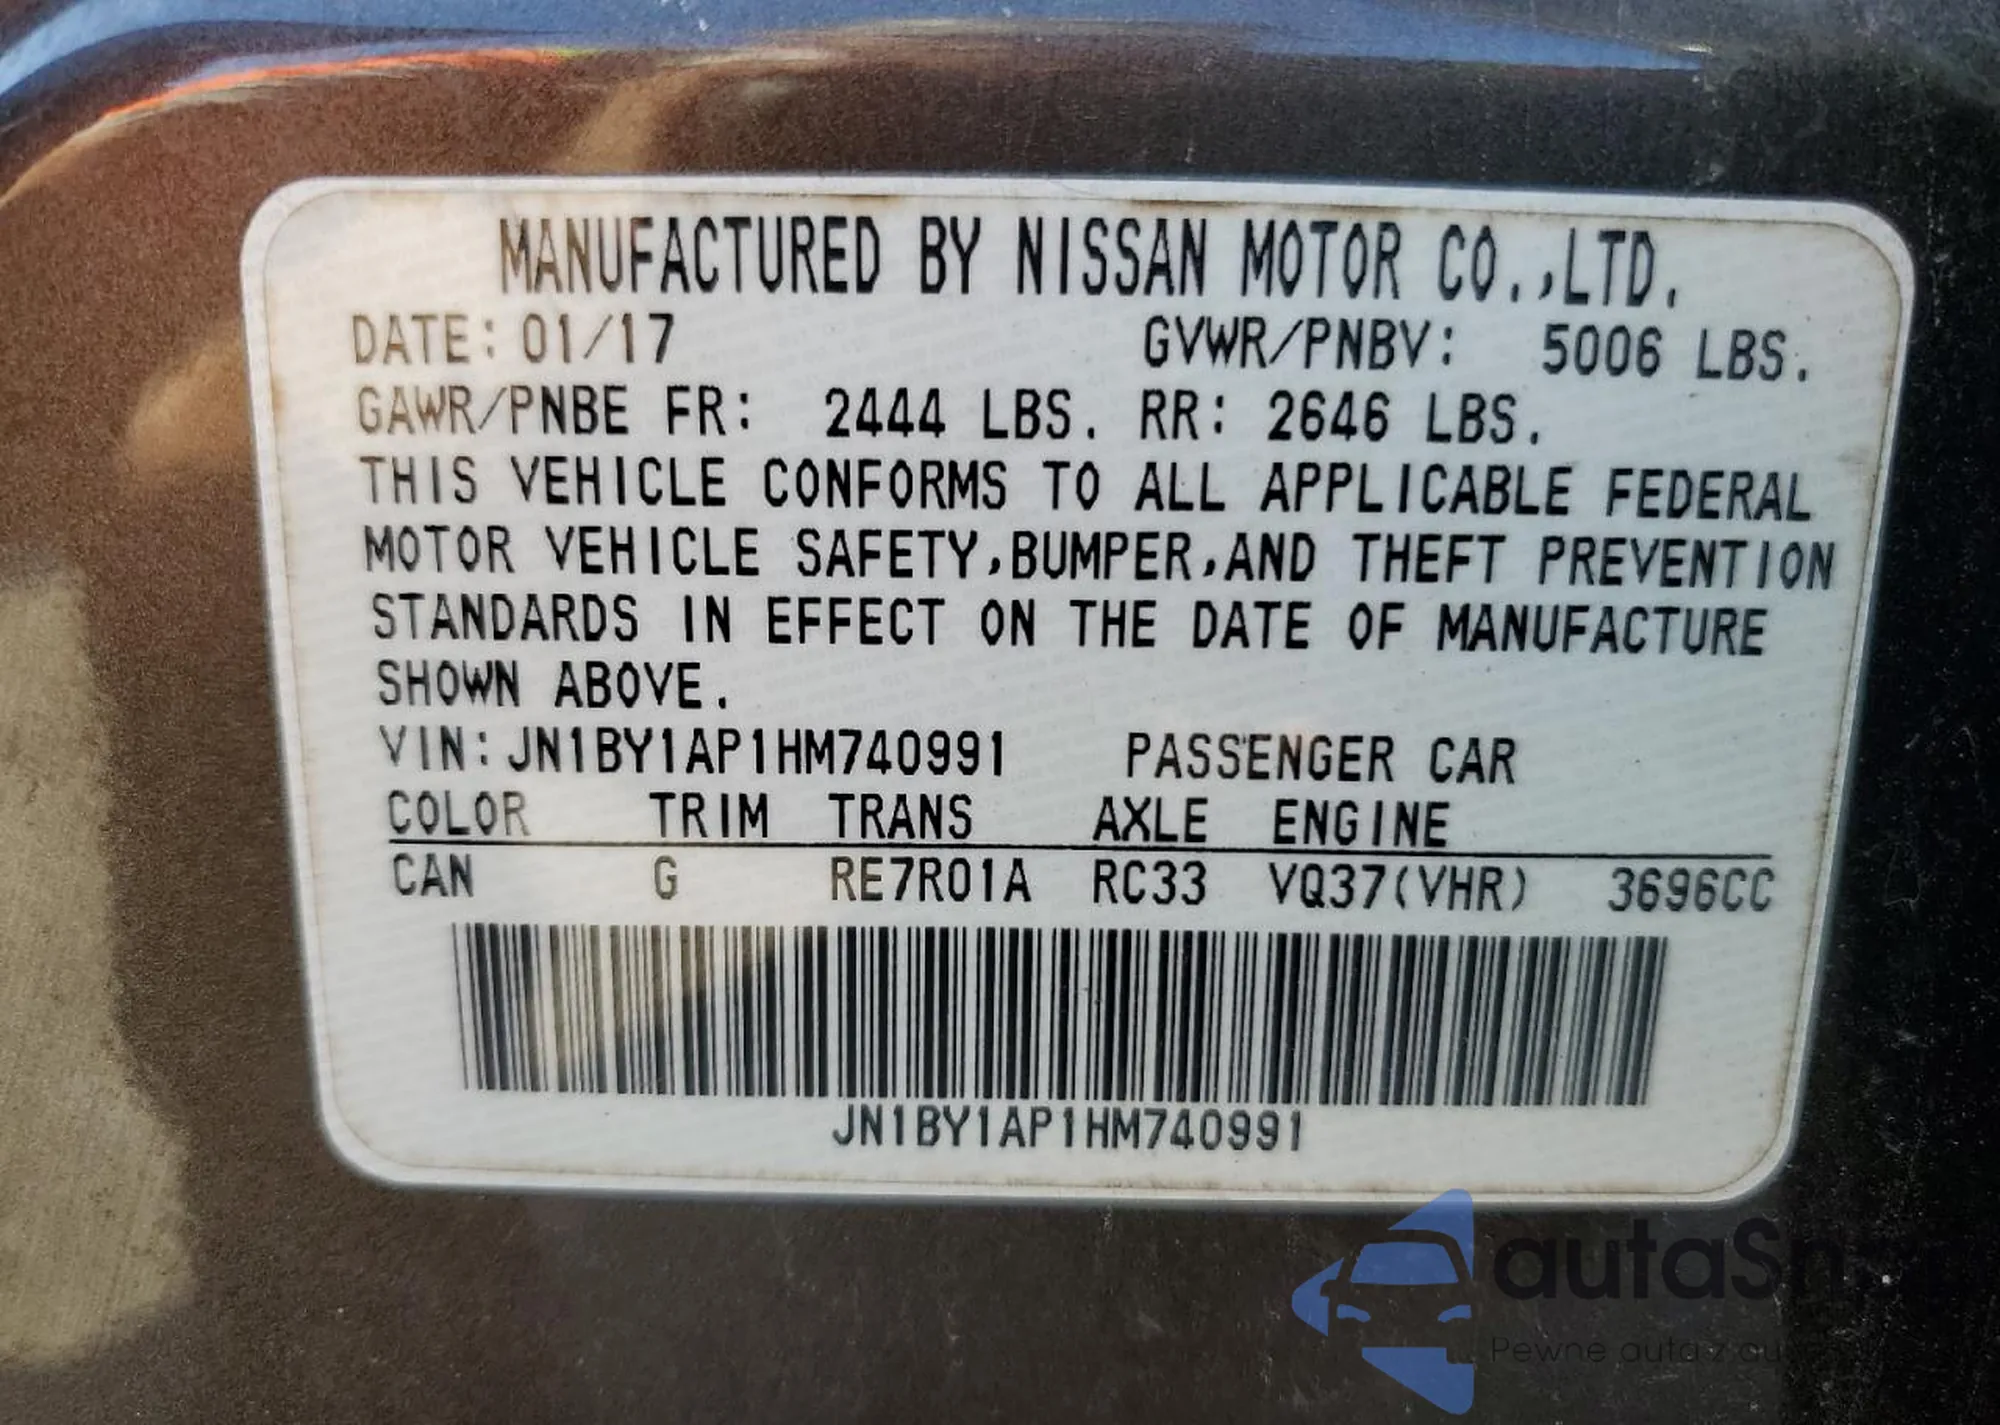 MANUFACTURED BY NISSAN MOTOR CO.,LTD.
DATE: 01/17 GVWR/PNBV: 5006 LBS.
GAWR/PNBE FR: 2444 LBS. RR: 2646 LBS.
THIS VEHICLE CONFORMS TO ALL APPLICABLE FEDERAL
MOTOR VEHICLE SAFETY,BUMPER,AND THEFT PREVENTION
STANDARDS IN EFFECT ON THE DATE OF MANUFACTURE
SHOWN ABOVE.
VIN:JN1BY1AP1HM740991 PASSENGER CAR
COLOR TRIM TRANS AXLE ENGINE
CAN G RE7R01A RC33 VQ37(VHR) 3696CC
JN1BY1AP1HM740991
Pewne auta z